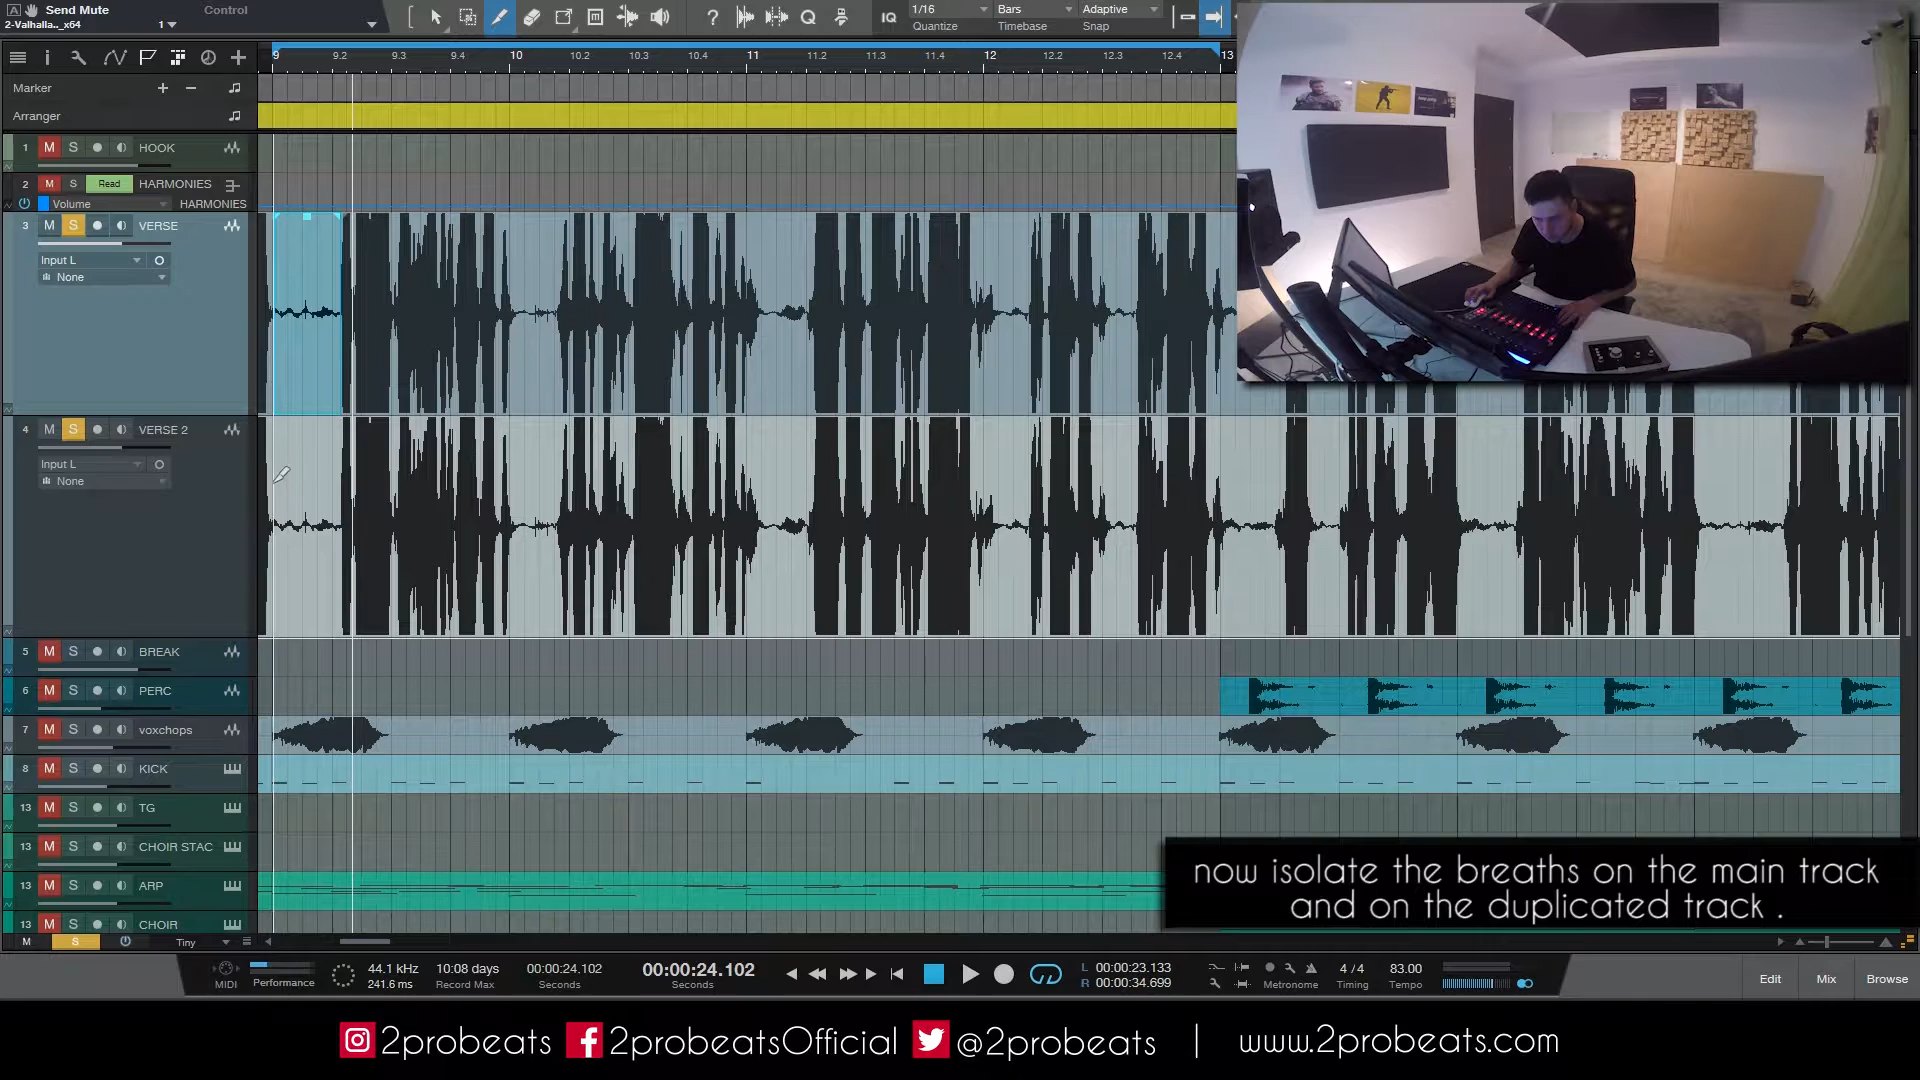 Send Mute
Control
2-Valhalla.._x64
1
1/16
Bars
Adaptive
IQ
Quantize
Timebase
Snap
9
9.2
9.3
9.4
10
10.2
10.3
10.4
11
11.2
11.3
11.4
12
12.2
12.3
12.4
13
Marker
Arranger
1 M S HOOK
2 M S Read HARMONIES
Volume HARMONIES
3 M S VERSE
Input L
None
4 M S VERSE 2
Input L
None
5 M S BREAK
6 M S PERC
7 M S voxchops
8 M S KICK
13 M S TG
13 M S CHOIR STAC
13 M S ARP
13 M S CHOIR
M S Tiny
now isolate the breaths on the main track
and on the duplicated track .
MIDI
Performance
44.1 kHz
241.6 ms
10:08 days
Record Max
00:00:24.102
Seconds
00:00:24.102
Seconds
L 00:00:23.133
R 00:00:34.699
Metronome
4 / 4
Timing
83.00
Tempo
Edit
Mix
Browse
2probeats 2probeatsOfficial @2probeats | www.2probeats.com